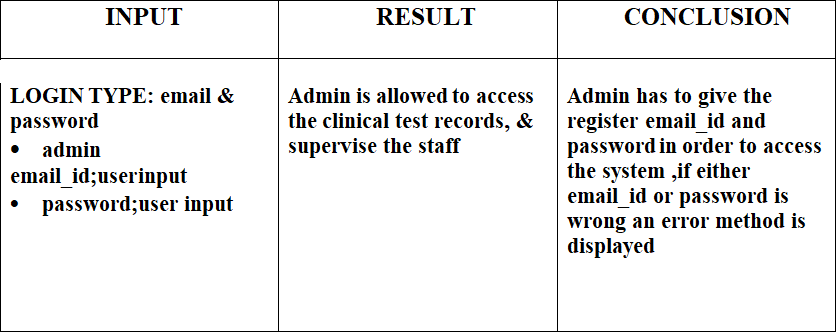 INPUT
RESULT
CONCLUSION
LOGIN TYPE: email &
password
• admin
email_id;userinput
• password;user input
Admin is allowed to access
the clinical test records, &
supervise the staff
Admin has to give the
register email_id and
password in order to access
the system ,if either
email_id or password is
wrong an error method is
displayed